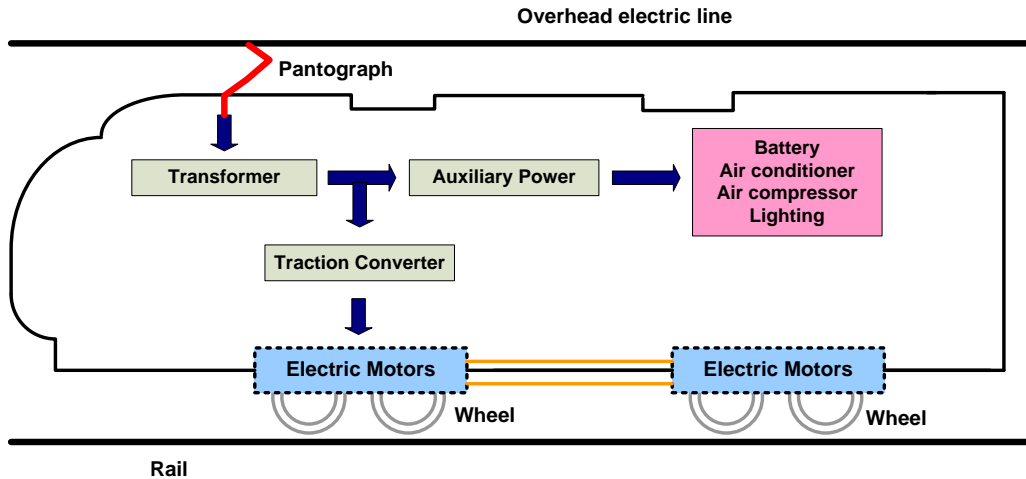 Overhead electric line
Pantograph
Transformer
Auxiliary Power
Battery
Air conditioner
Air compressor
Lighting
Traction Converter
Electric Motors
Electric Motors
Wheel
Wheel
Rail